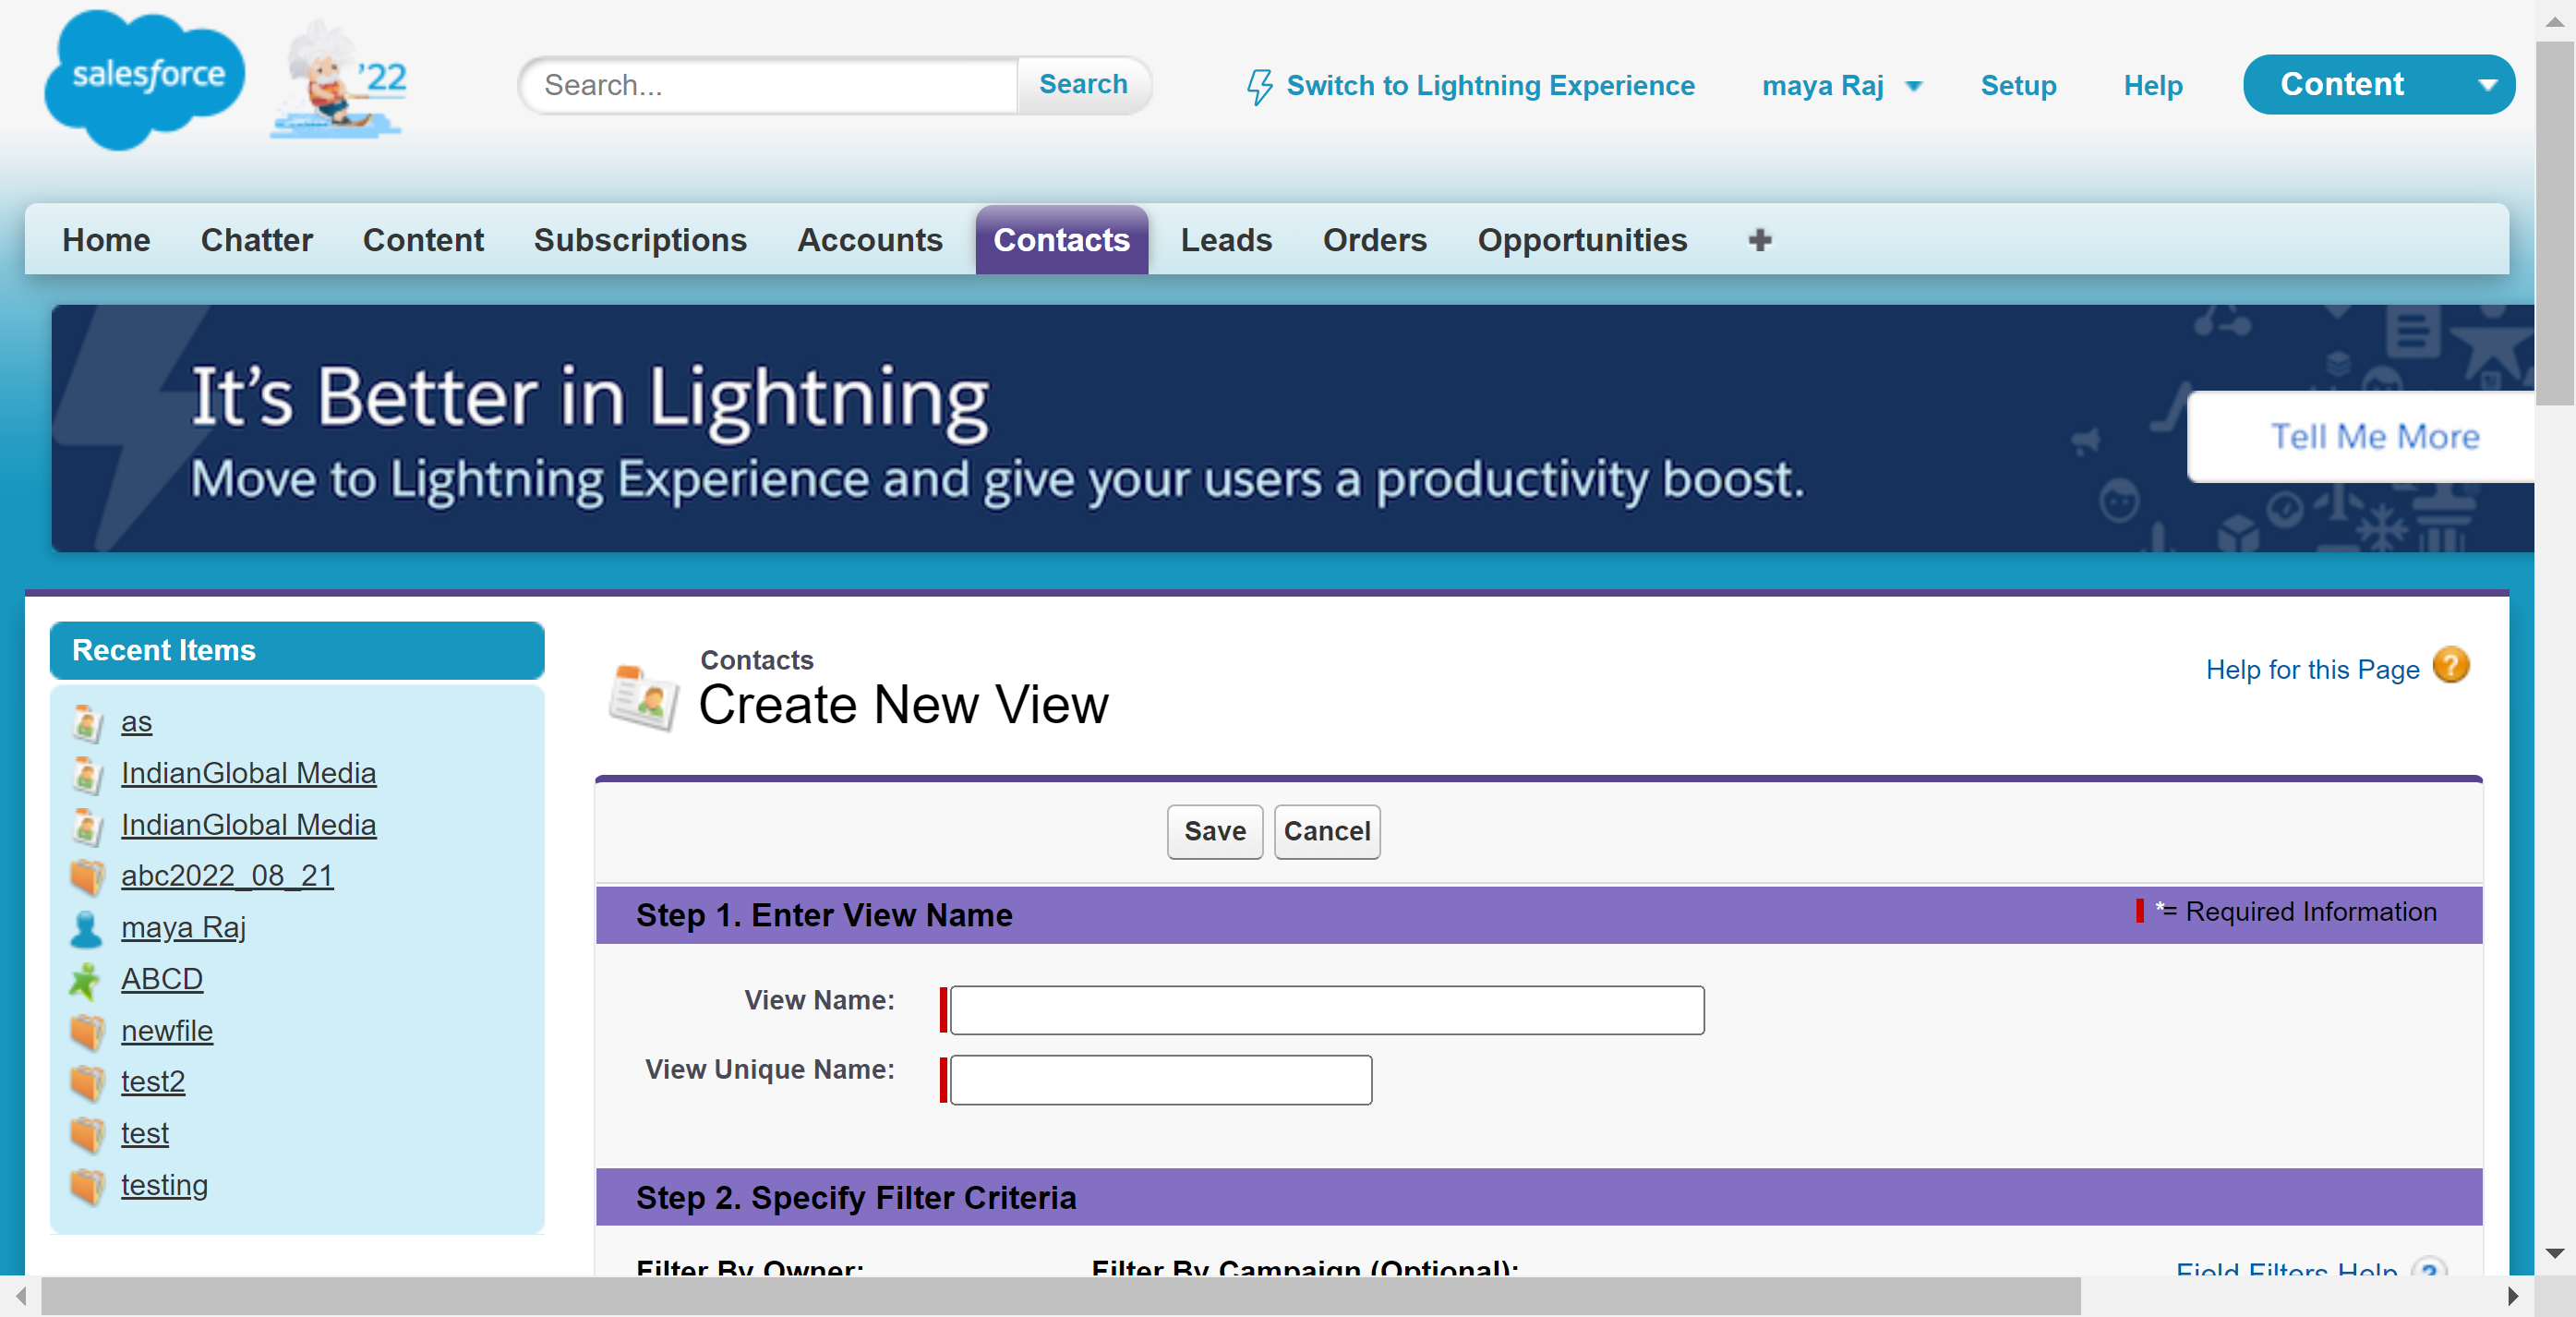 salesforce
'22
Search...
Search
Switch to Lightning Experience
maya Raj
Setup
Help
Content
Home
Chatter
Content
Subscriptions
Accounts
Contacts
Leads
Orders
Opportunities
It's Better in Lightning
Move to Lightning Experience and give your users a productivity boost.
Tell Me More
Recent Items
as
IndianGlobal Media
IndianGlobal Media
abc2022_08_21
maya Raj
ABCD
newfile
test2
test
testing
Contacts
Create New View
Help for this Page
Save
Cancel
Step 1. Enter View Name
*= Required Information
View Name:
View Unique Name:
Step 2. Specify Filter Criteria
Filter By Owner:
Filter By Campaign (Optional):
Field Filters Help